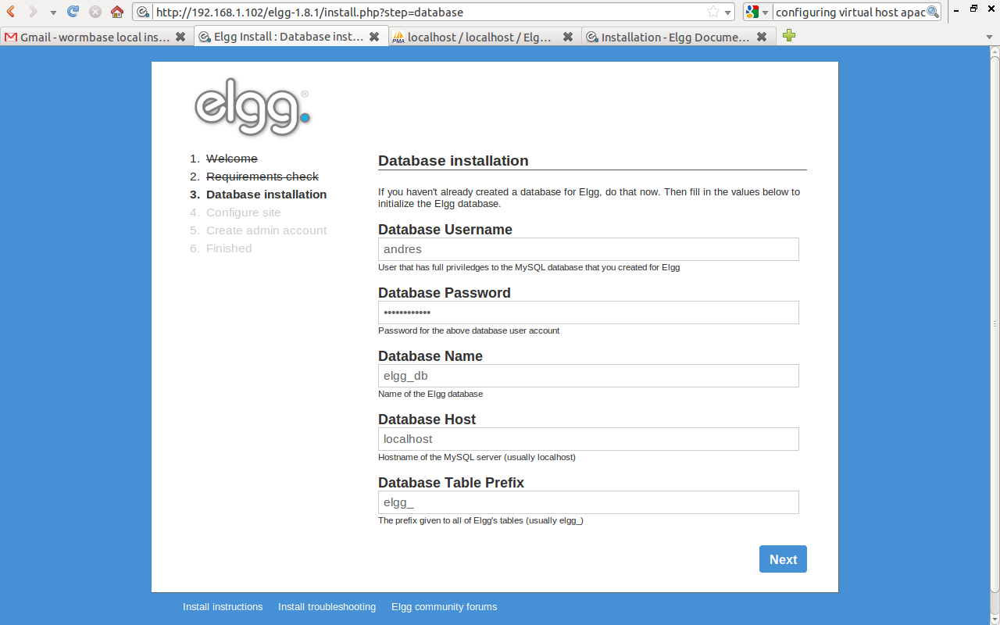 http://192.168.1.102/elgg-1.8.1/install.php?step=database
configuring virtual host apac
Gmail - wormbase local ins...
Elgg Install : Database inst...
PMA
localhost / localhost / Elg...
Installation - Elgg Docume...
elgg.®
1. Welcome
2. Requirements check
3. Database installation
4. Configure site
5. Create admin account
6. Finished
Database installation
If you haven't already created a database for Elgg, do that now. Then fill in the values below to
initialize the Elgg database.
Database Username
andres
User that has full priviledges to the MySQL database that you created for Elgg
Database Password
••••••••••••
Password for the above database user account
Database Name
elgg_db
Name of the Elgg database
Database Host
localhost
Hostname of the MySQL server (usually localhost)
Database Table Prefix
elgg_
The prefix given to all of Elgg's tables (usually elgg_)
Next
Install instructions Install troubleshooting Elgg community forums